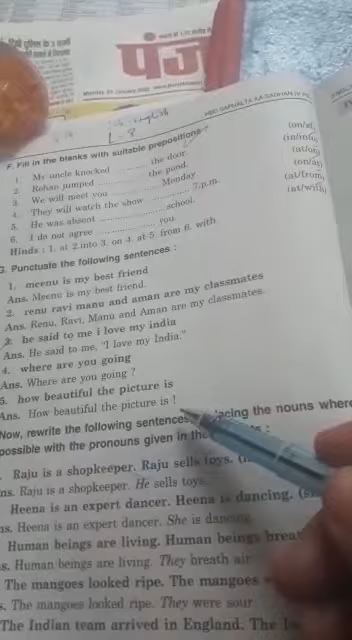 पंज
L-8
F. Fill in the blanks with suitable prepositions
1. My uncle knocked .......... the door. (on/at)
2. Rohan jumped .......... the pond. (in/into)
3. We will meet you .......... Monday (at/on)
4. They will watch the show .......... 7.p.m. (on/at)
5. He was absent .......... school. (at/from)
6. I do not agree .......... you. (at/with)
Hinds : 1. at 2.into 3. on 4. at 5. from 6. with.
G. Punctuate the following sentences :
1. meenu is my best friend
Ans. Meenu is my best friend.
2. renu ravi manu and aman are my classmates
Ans. Renu, Ravi, Manu and Aman are my classmates.
3. he said to me i love my india
Ans. He said to me, "I love my India."
4. where are you going
Ans. Where are you going ?
5. how beautiful the picture is
Ans. How beautiful the picture is !
Now, rewrite the following sentences, the nouns
possible with the pronouns given in the :
Raju is a shopkeeper. Raju sells toys.
ns. Raju is a shopkeeper. He sells toys
Heena is an expert dancer. Heena is dancing.
s. Heena is an expert dancer. She is dancing
Human beings are living. Human beings
s. Human beings are living. They breath air
The mangoes looked ripe. The mangoes
s. The mangoes looked ripe. They were sour
The Indian team arrived in England. The